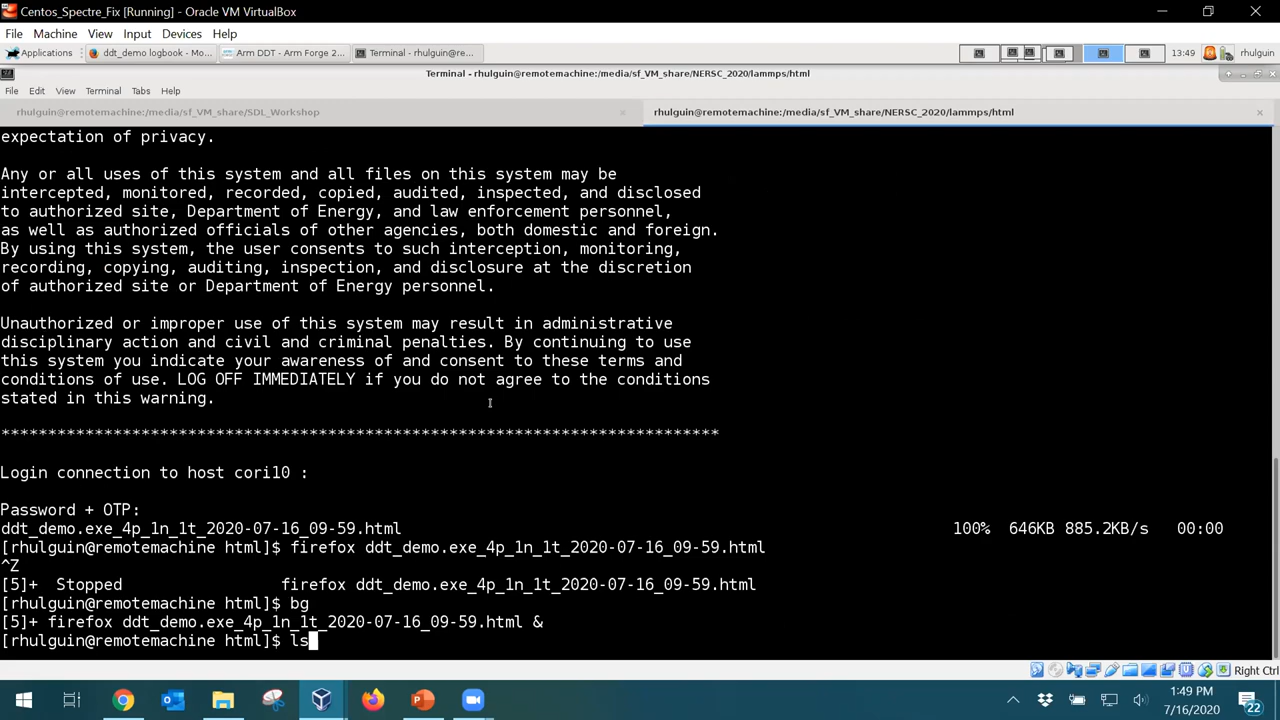 Centos_Spectre_Fix [Running] - Oracle VM VirtualBox
File Machine View Input Devices Help
Applications ddt_demo logbook - Mo... Arm DDT - Arm Forge 2... Terminal - rhulguin@re... 13:49 rhulguin
Terminal - rhulguin@remotemachine:/media/sf_VM_share/NERSC_2020/lammps/html
File Edit View Terminal Tabs Help
rhulguin@remotemachine:/media/sf_VM_share/SDL_Workshop rhulguin@remotemachine:/media/sf_VM_share/NERSC_2020/lammps/html
expectation of privacy.
Any or all uses of this system and all files on this system may be
intercepted, monitored, recorded, copied, audited, inspected, and disclosed
to authorized site, Department of Energy, and law enforcement personnel,
as well as authorized officials of other agencies, both domestic and foreign.
By using this system, the user consents to such interception, monitoring,
recording, copying, auditing, inspection, and disclosure at the discretion
of authorized site or Department of Energy personnel.
Unauthorized or improper use of this system may result in administrative
disciplinary action and civil and criminal penalties. By continuing to use
this system you indicate your awareness of and consent to these terms and
conditions of use. LOG OFF IMMEDIATELY if you do not agree to the conditions
stated in this warning.
*****************************************************************************
Login connection to host cori10 :
Password + OTP:
ddt_demo.exe_4p_1n_1t_2020-07-16_09-59.html 100% 646KB 885.2KB/s 00:00
[rhulguin@remotemachine html]$ firefox ddt_demo.exe_4p_1n_1t_2020-07-16_09-59.html
^Z
[5]+ Stopped firefox ddt_demo.exe_4p_1n_1t_2020-07-16_09-59.html
[rhulguin@remotemachine html]$ bg
[5]+ firefox ddt_demo.exe_4p_1n_1t_2020-07-16_09-59.html &
[rhulguin@remotemachine html]$ ls
Right Ctrl
1:49 PM
7/16/2020
22